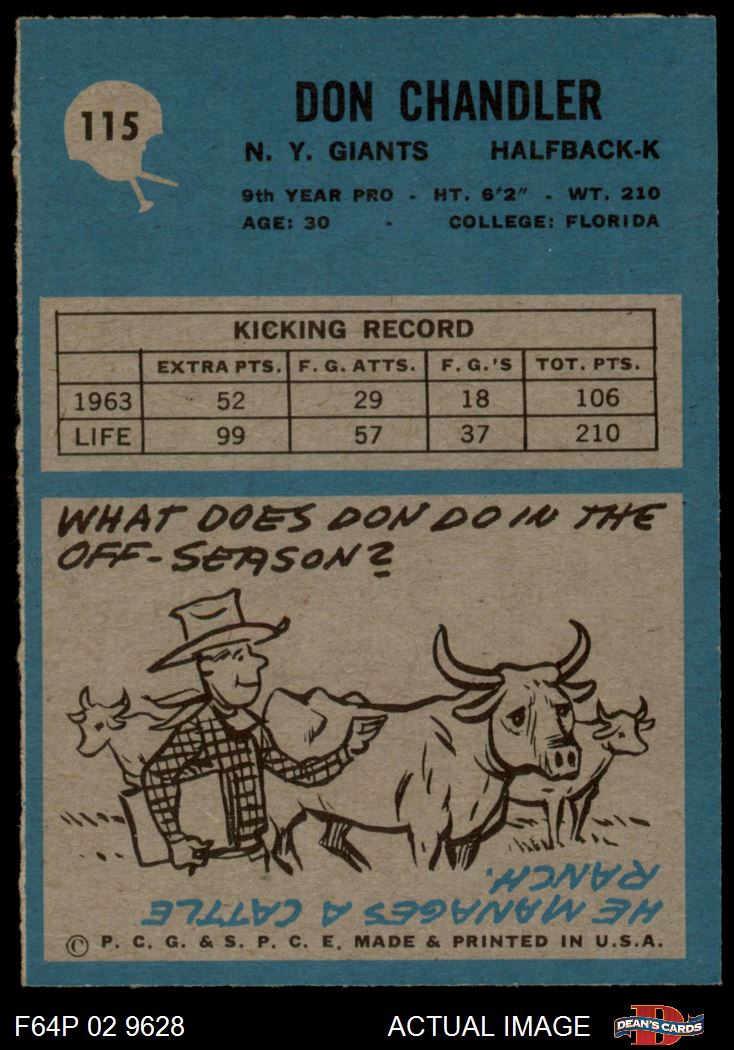 115
DON CHANDLER
N. Y. GIANTS HALFBACK-K
9th YEAR PRO - HT. 6'2" - WT. 210
AGE: 30 - COLLEGE: FLORIDA
KICKING RECORD
EXTRA PTS. F. G. ATTS. F. G.'S TOT. PTS.
1963 52 29 18 106
LIFE 99 57 37 210
WHAT DOES DON DO IN THE
OFF-SEASON?
HE MANAGES A CATTLE
RANCH.
© P. C. G. & S. P. C. E. MADE & PRINTED IN U.S.A.
F64P 02 9628 ACTUAL IMAGE D DEAN'S CARDS